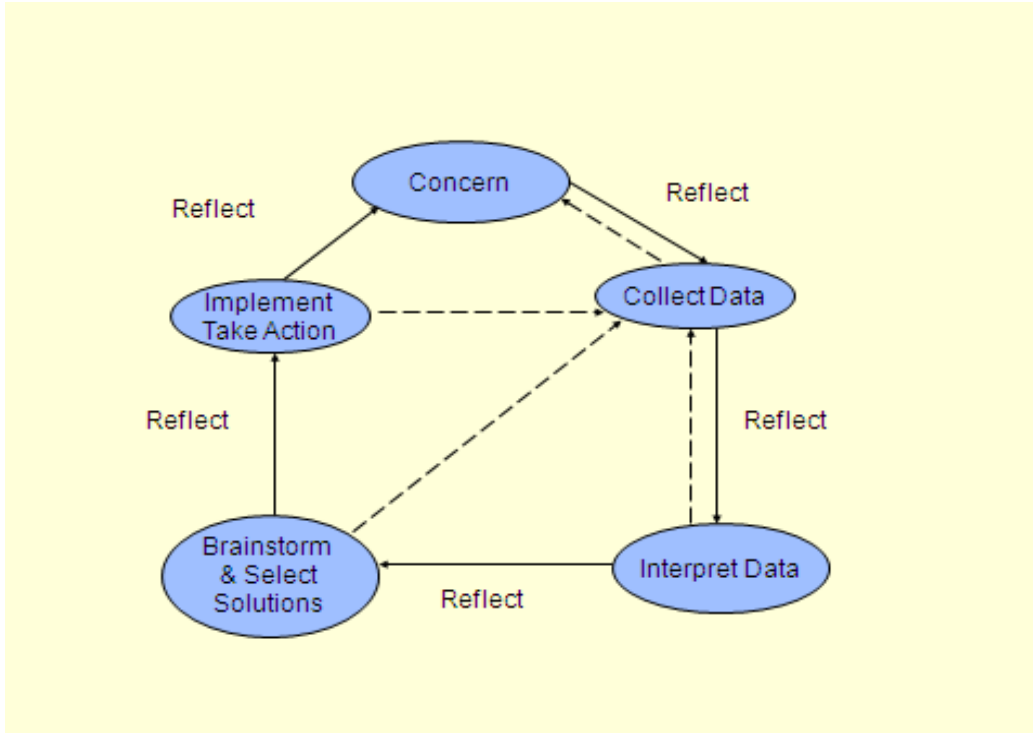 Concern
Reflect
Reflect
Collect Data
Implement
Take Action
Reflect
Reflect
Brainstorm
& Select
Solutions
Interpret Data
Reflect